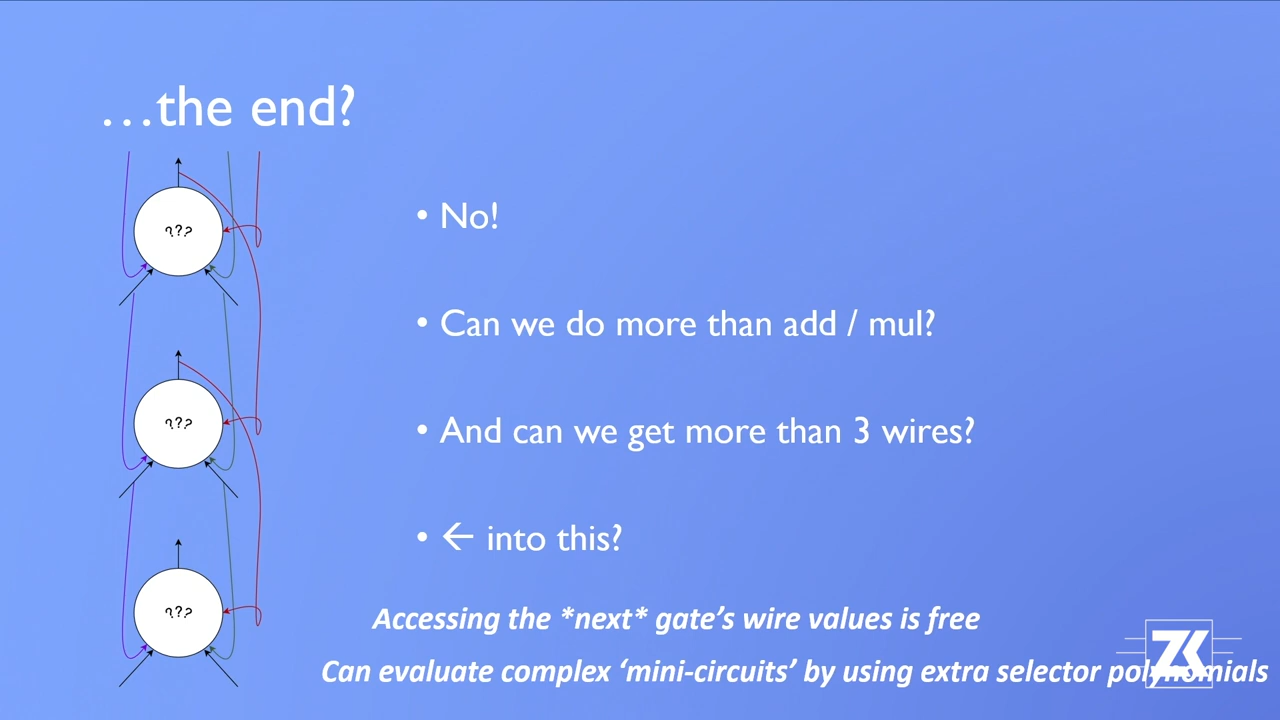 ...the end?
???
• No!
• Can we do more than add / mul?
???
• And can we get more than 3 wires?
• ← into this?
???
Accessing the *next* gate's wire values is free
Can evaluate complex ‘mini-circuits’ by using extra selector polynomials
ZK